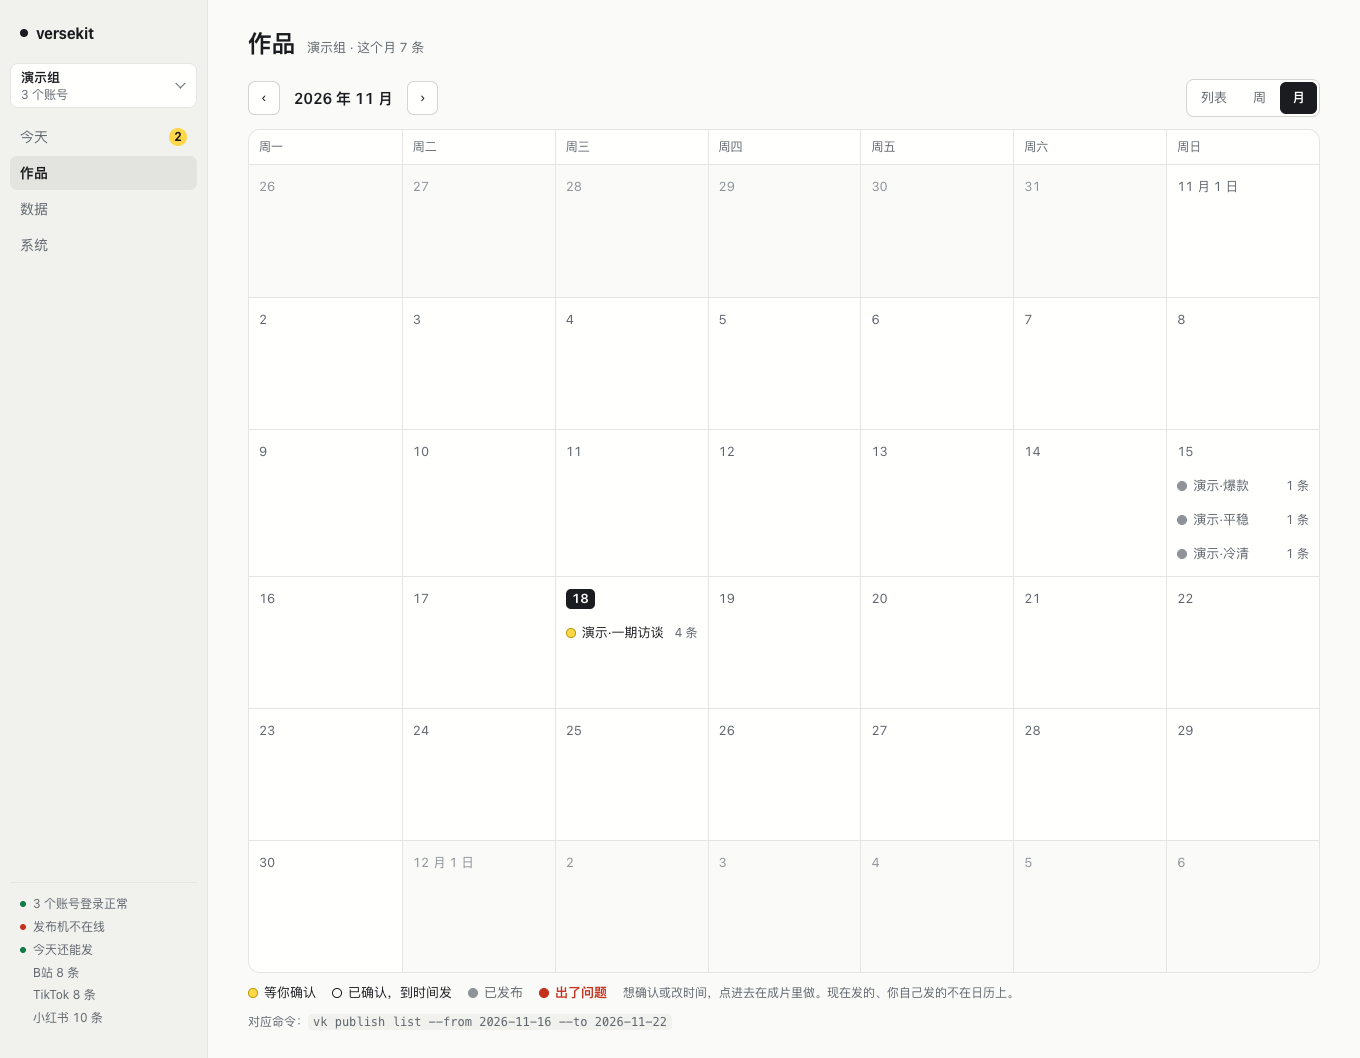 versekit
演示组
3 个账号
今天 2
作品
数据
系统
3 个账号登录正常
发布机不在线
今天还能发
B站 8 条
TikTok 8 条
小红书 10 条
作品 演示组 · 这个月 7 条
‹ 2026 年 11 月 ›
列表 周 月
周一 周二 周三 周四 周五 周六 周日
26 27 28 29 30 31 11 月 1 日
2 3 4 5 6 7 8
9 10 11 12 13 14 15
演示·爆款 1 条
演示·平稳 1 条
演示·冷清 1 条
16 17 18 19 20 21 22
演示·一期访谈 4 条
23 24 25 26 27 28 29
30 12 月 1 日 2 3 4 5 6
等你确认 已确认，到时间发 已发布 出了问题 想确认或改时间，点进去在成片里做。现在发的、你自己发的不在日历上。
对应命令： vk publish list --from 2026-11-16 --to 2026-11-22